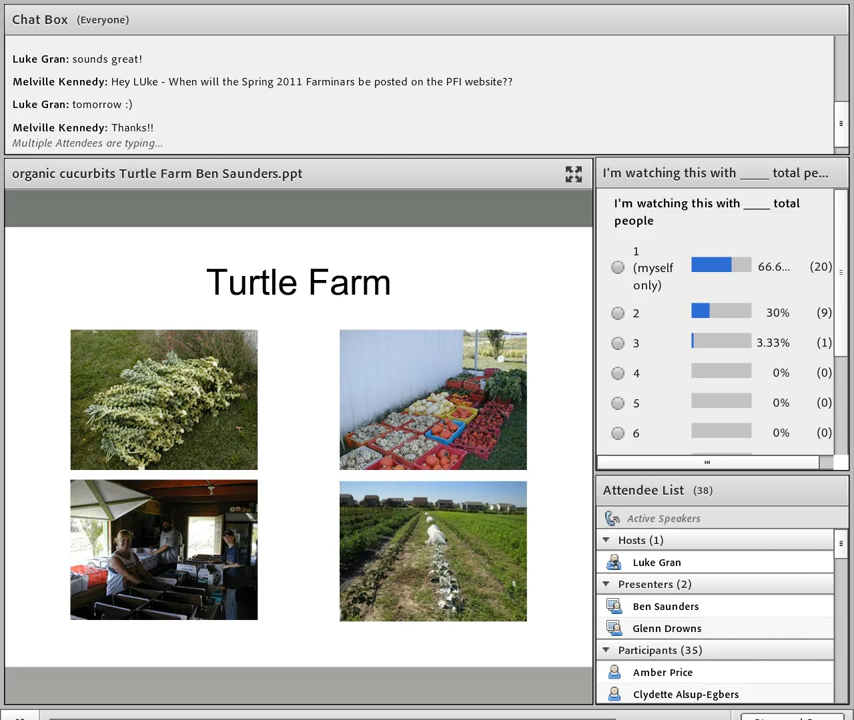 Chat Box (Everyone)
Luke Gran: sounds great!
Melville Kennedy: Hey LUke - When will the Spring 2011 Farminars be posted on the PFI website??
Luke Gran: tomorrow :)
Melville Kennedy: Thanks!!
Multiple Attendees are typing...
organic cucurbits Turtle Farm Ben Saunders.ppt
Turtle Farm
I'm watching this with ____ total pe...
I'm watching this with ____ total
people
1
(myself
only) 66.6... (20)
2 30% (9)
3 3.33% (1)
4 0% (0)
5 0% (0)
6 0% (0)
Attendee List (38)
Active Speakers
Hosts (1)
Luke Gran
Presenters (2)
Ben Saunders
Glenn Drowns
Participants (35)
Amber Price
Clydette Alsup-Egbers